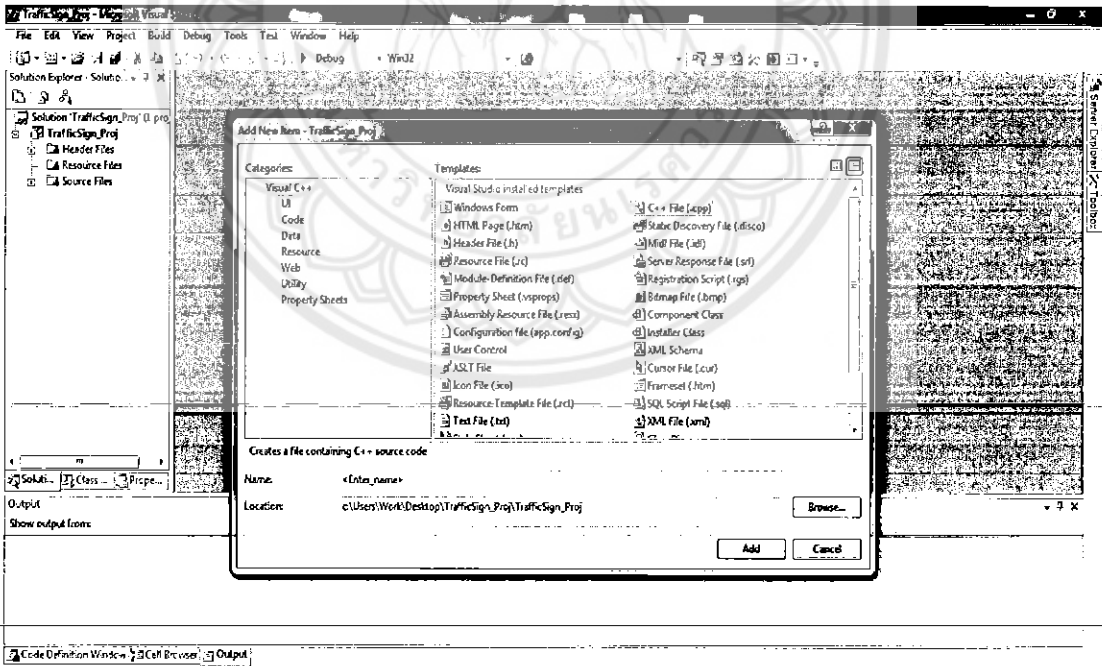 TrafficSign_Proj - Microsoft Visual
File Edit View Project Build Debug Tools Test Window Help
Debug Win32
Solution Explorer - Solutio...
Solution 'TrafficSign_Proj' (1 pro
TrafficSign_Proj
Header Files
Resource Files
Source Files
Server Explorer
Toolbox
Add New Item - TrafficSign_Proj
Categories:
Templates:
Visual C++
UI
Code
Data
Resource
Web
Utility
Property Sheets
Visual Studio installed templates
Windows Form
C++ File (.cpp)
HTML Page (.htm)
Static Discovery File (.disco)
Header File (.h)
Midl File (.idl)
Resource File (.rc)
Server Response File (.srf)
Module-Definition File (.def)
Registration Script (.rgs)
Property Sheet (.vsprops)
Bitmap File (.bmp)
Assembly Resource File (.resx)
Component Class
Configuration file (app.config)
Installer Class
User Control
XML Schema
XSLT File
Cursor File (.cur)
Icon File (.ico)
Frameset (.htm)
Resource Template File (.rct)
SQL Script File (.sql)
Text File (.txt)
XML File (.xml)
Creates a file containing C++ source code
Name: <Enter_name>
Location: c:\Users\Work\Desktop\TrafficSign_Proj\TrafficSign_Proj
Browse...
Add
Cancel
Soluti... Class ... Prope...
Output
Show output from:
Code Definition Window Call Browser Output